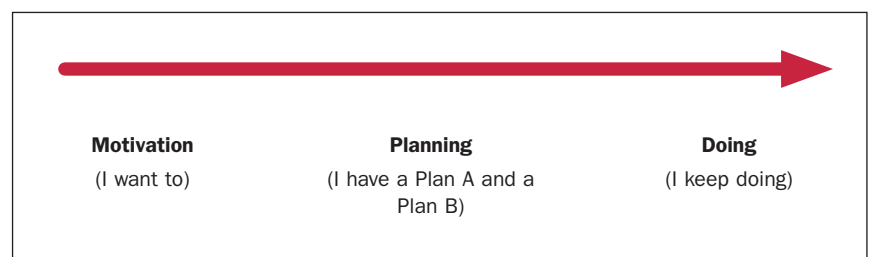 Motivation
(I want to)
Planning
(I have a Plan A and a
Plan B)
Doing
(I keep doing)